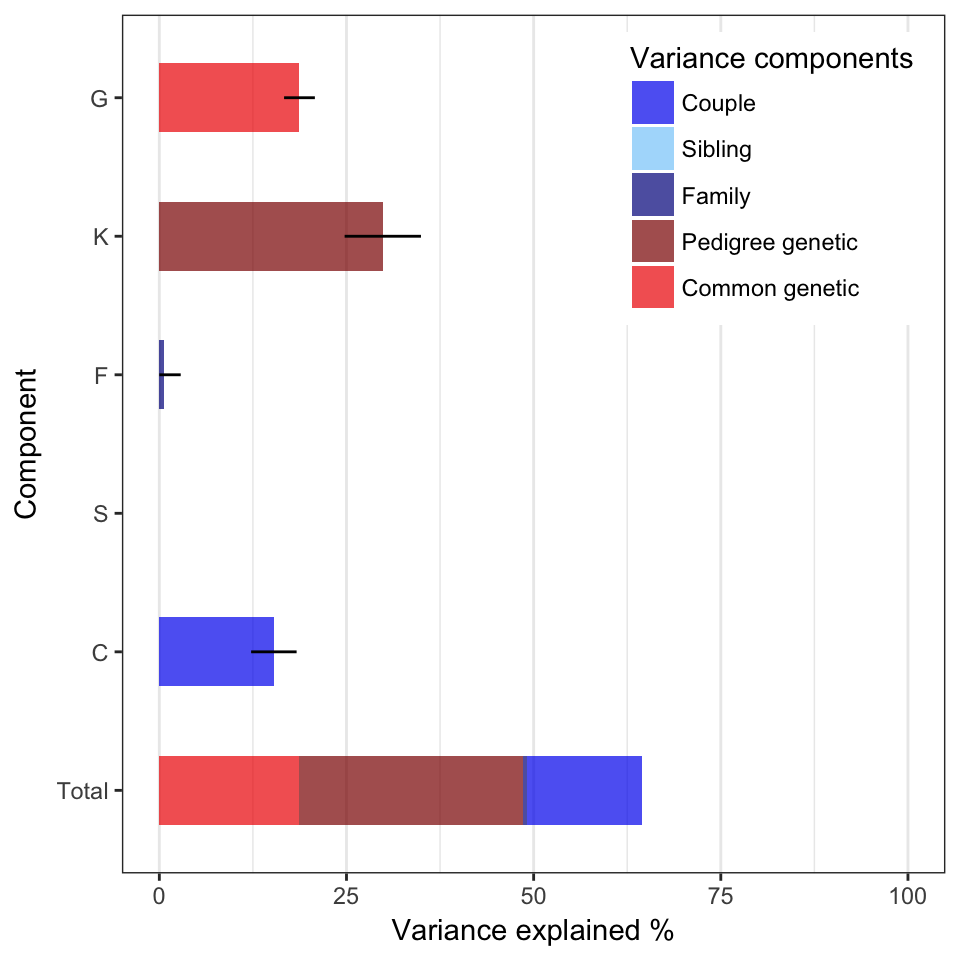 Variance components
Couple
Sibling
Family
Pedigree genetic
Common genetic
G
K
F
S
C
Total
Component
0 25 50 75 100
Variance explained %